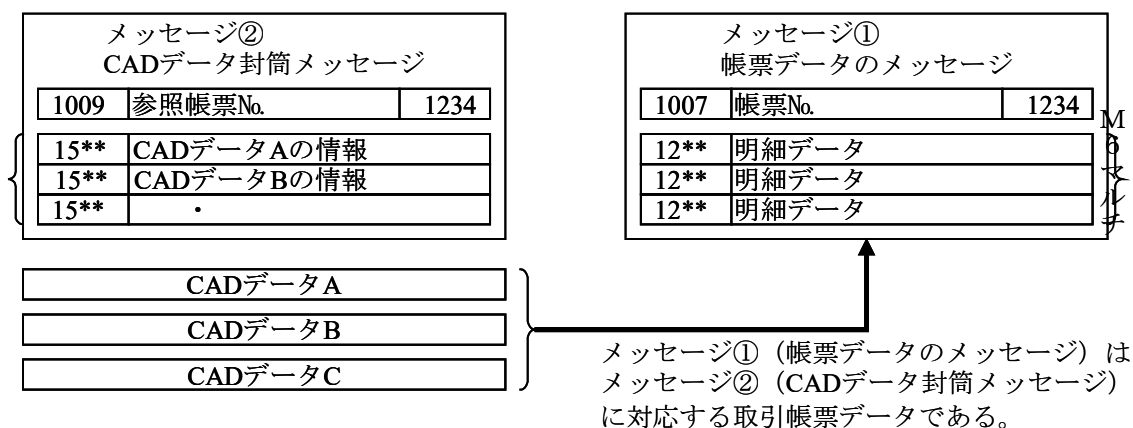 メッセージ②
CADデータ封筒メッセージ
1009 参照帳票№ 1234
15** CADデータAの情報
15** CADデータBの情報
15** ・
CADデータA
CADデータB
CADデータC
メッセージ①
帳票データのメッセージ
1007 帳票№ 1234
12** 明細データ
12** 明細データ
12** 明細データ
M6マルチ
メッセージ①（帳票データのメッセージ）は
メッセージ②（CADデータ封筒メッセージ）
に対応する取引帳票データである。